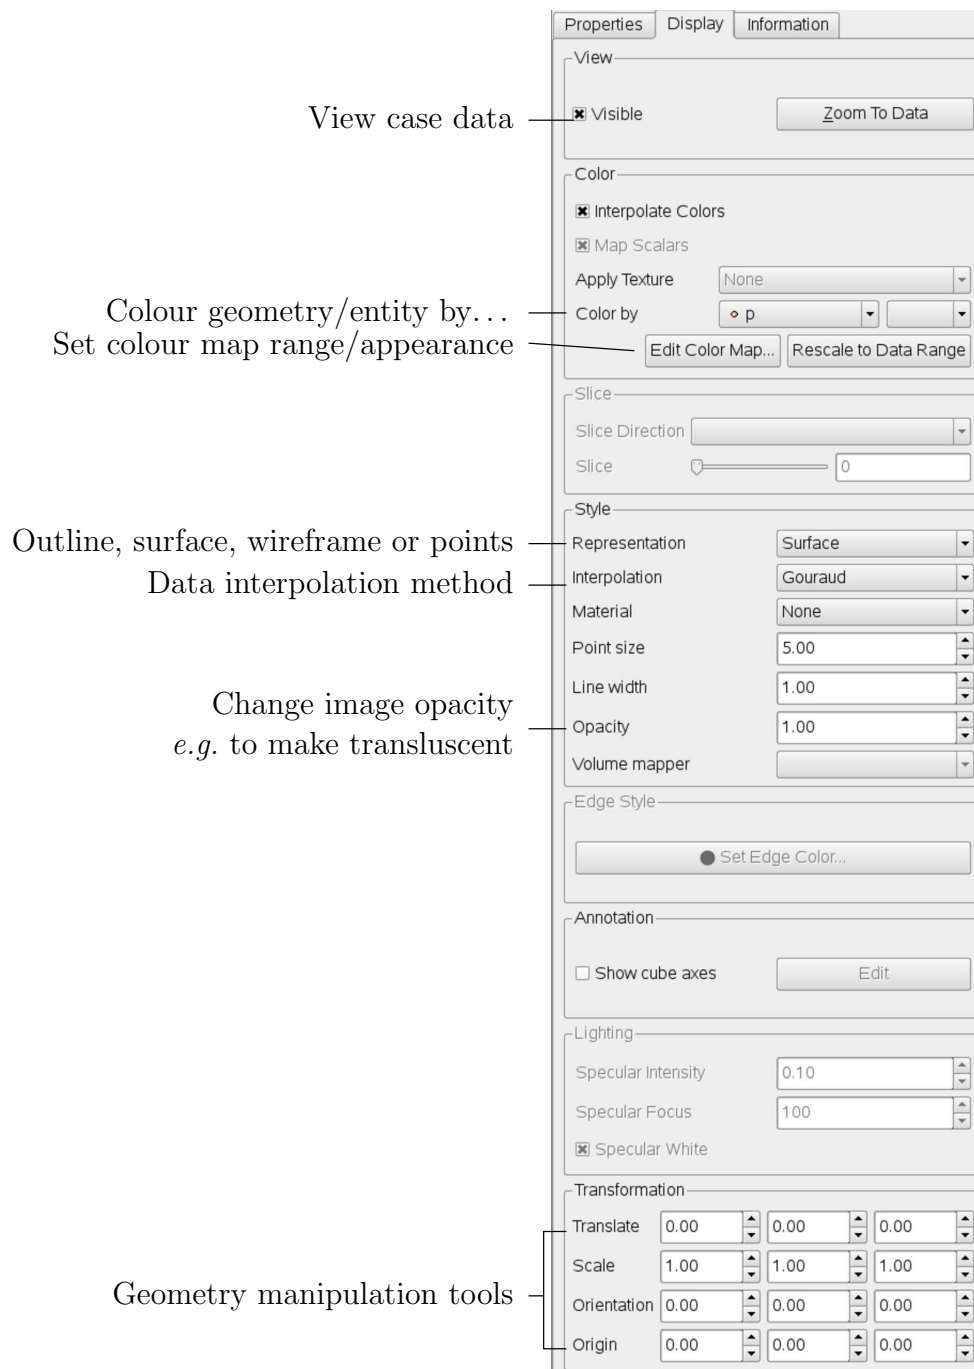 Properties Display Information
View
View case data Visible Zoom To Data
Color
Interpolate Colors
Map Scalars
Apply Texture None
Colour geometry/entity by... Color by p
Set colour map range/appearance Edit Color Map... Rescale to Data Range
Slice
Slice Direction
Slice 0
Style
Outline, surface, wireframe or points Representation Surface
Data interpolation method Interpolation Gouraud
Material None
Point size 5.00
Line width 1.00
Change image opacity
e.g. to make transluscent Opacity 1.00
Volume mapper
Edge Style
Set Edge Color...
Annotation
Show cube axes Edit
Lighting
Specular Intensity 0.10
Specular Focus 100
Specular White
Transformation
Translate 0.00 0.00 0.00
Scale 1.00 1.00 1.00
Geometry manipulation tools
Orientation 0.00 0.00 0.00
Origin 0.00 0.00 0.00